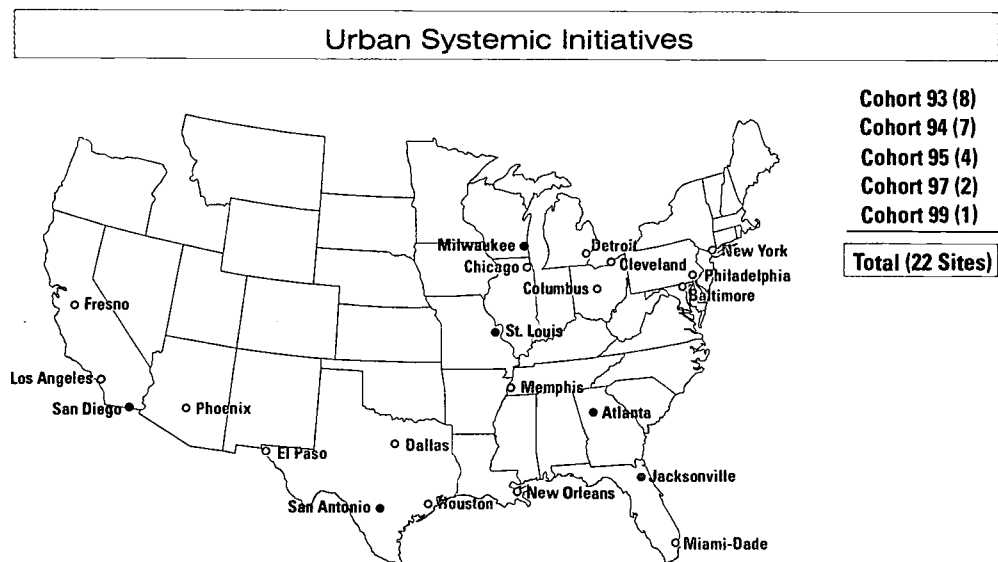 Urban Systemic Initiatives
Cohort 93 (8)
Cohort 94 (7)
Cohort 95 (4)
Cohort 97 (2)
Cohort 99 (1)
Total (22 Sites)
Milwaukee
Detroit
New York
Chicago
Cleveland
Philadelphia
Columbus
Baltimore
Fresno
St. Louis
Los Angeles
Memphis
San Diego
Phoenix
Atlanta
Dallas
El Paso
Jacksonville
New Orleans
San Antonio
Houston
Miami-Dade